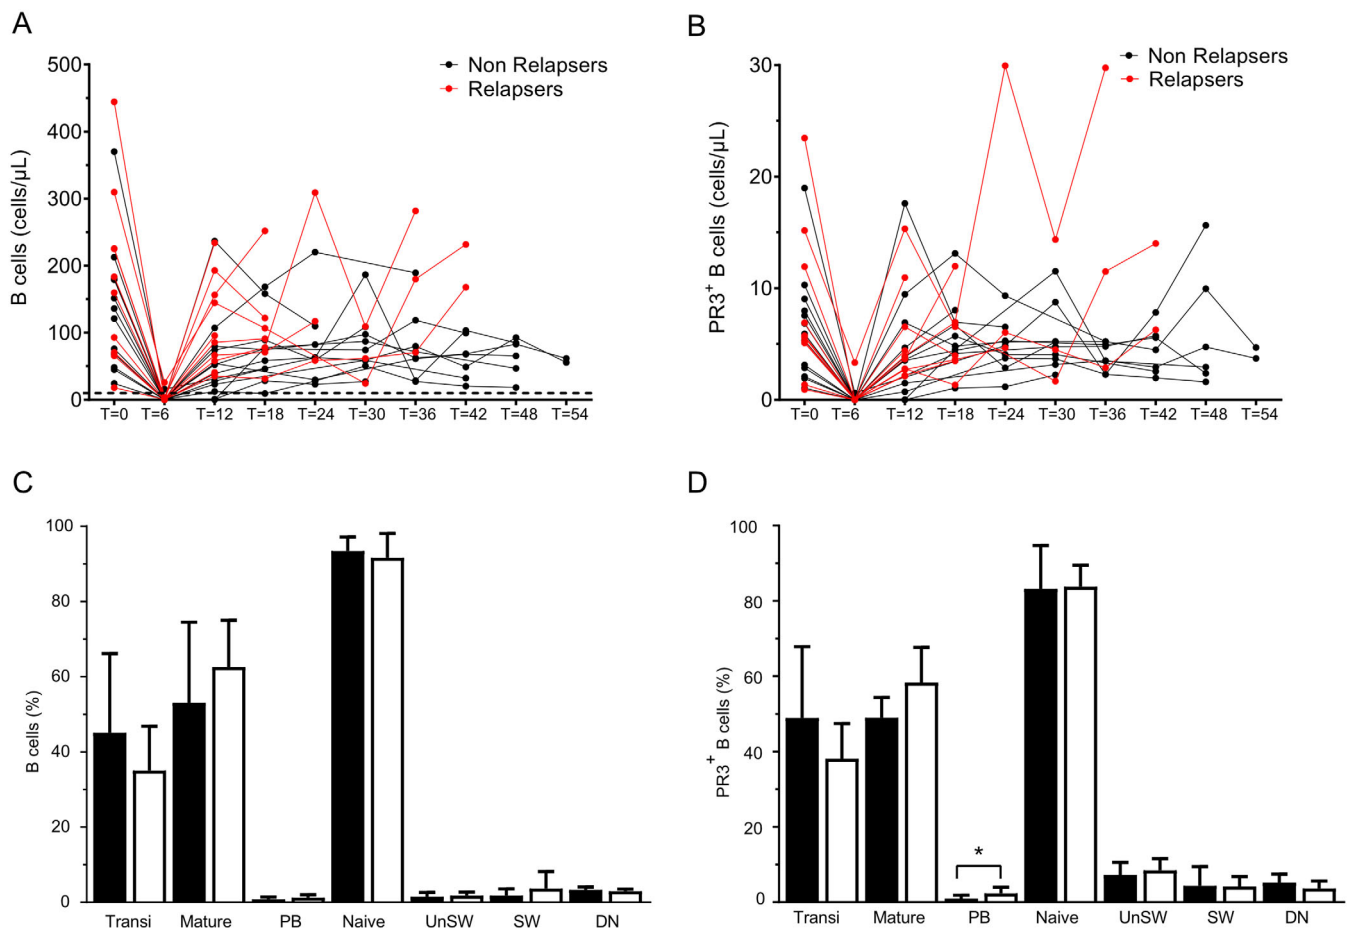 A
B cells (cells/µL)
500
400
300
200
100
0
Non Relapsers
Relapsers
T=0 T=6 T=12 T=18 T=24 T=30 T=36 T=42 T=48 T=54
B
PR3+ B cells (cells/µL)
30
20
10
0
Non Relapsers
Relapsers
T=0 T=6 T=12 T=18 T=24 T=30 T=36 T=42 T=48 T=54
C
B cells (%)
100
80
60
40
20
0
Transi Mature PB Naive UnSW SW DN
D
PR3+ B cells (%)
100
80
60
40
20
0
*
Transi Mature PB Naive UnSW SW DN